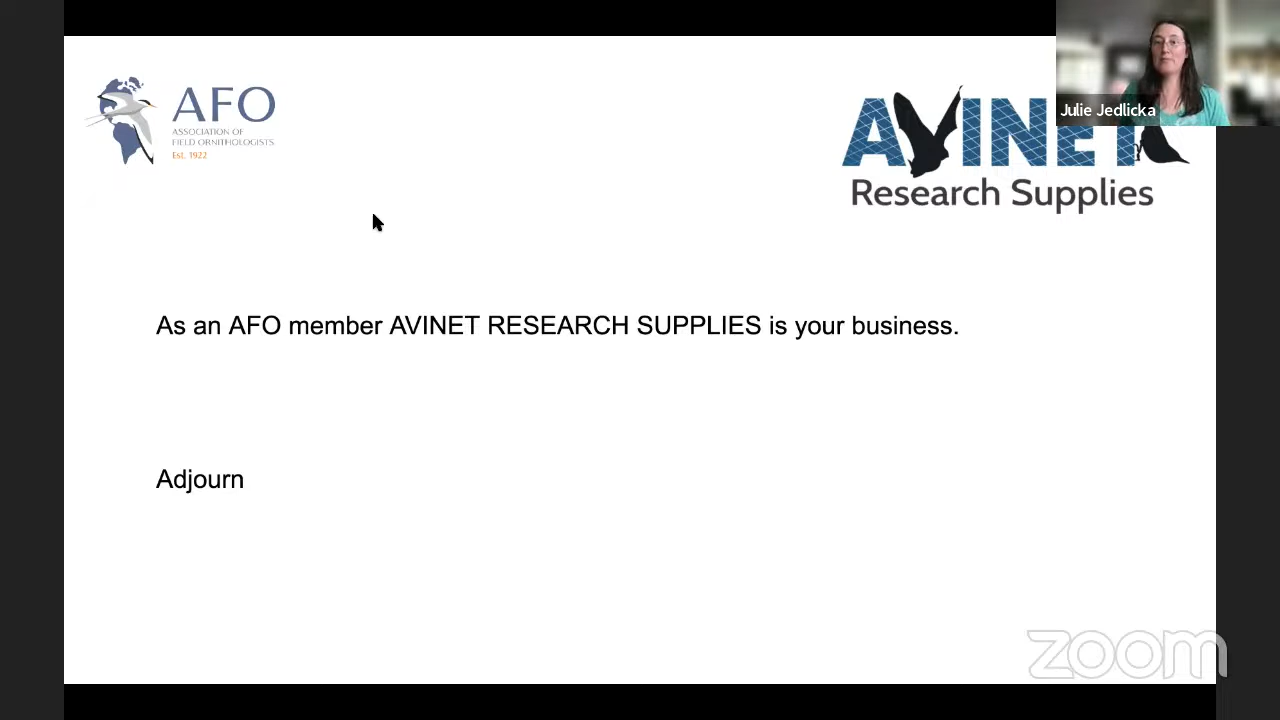 AFO
ASSOCIATION OF
FIELD ORNITHOLOGISTS
Est. 1922
Julie Jedlicka
AVINET
Research Supplies
As an AFO member AVINET RESEARCH SUPPLIES is your business.
Adjourn
zoom